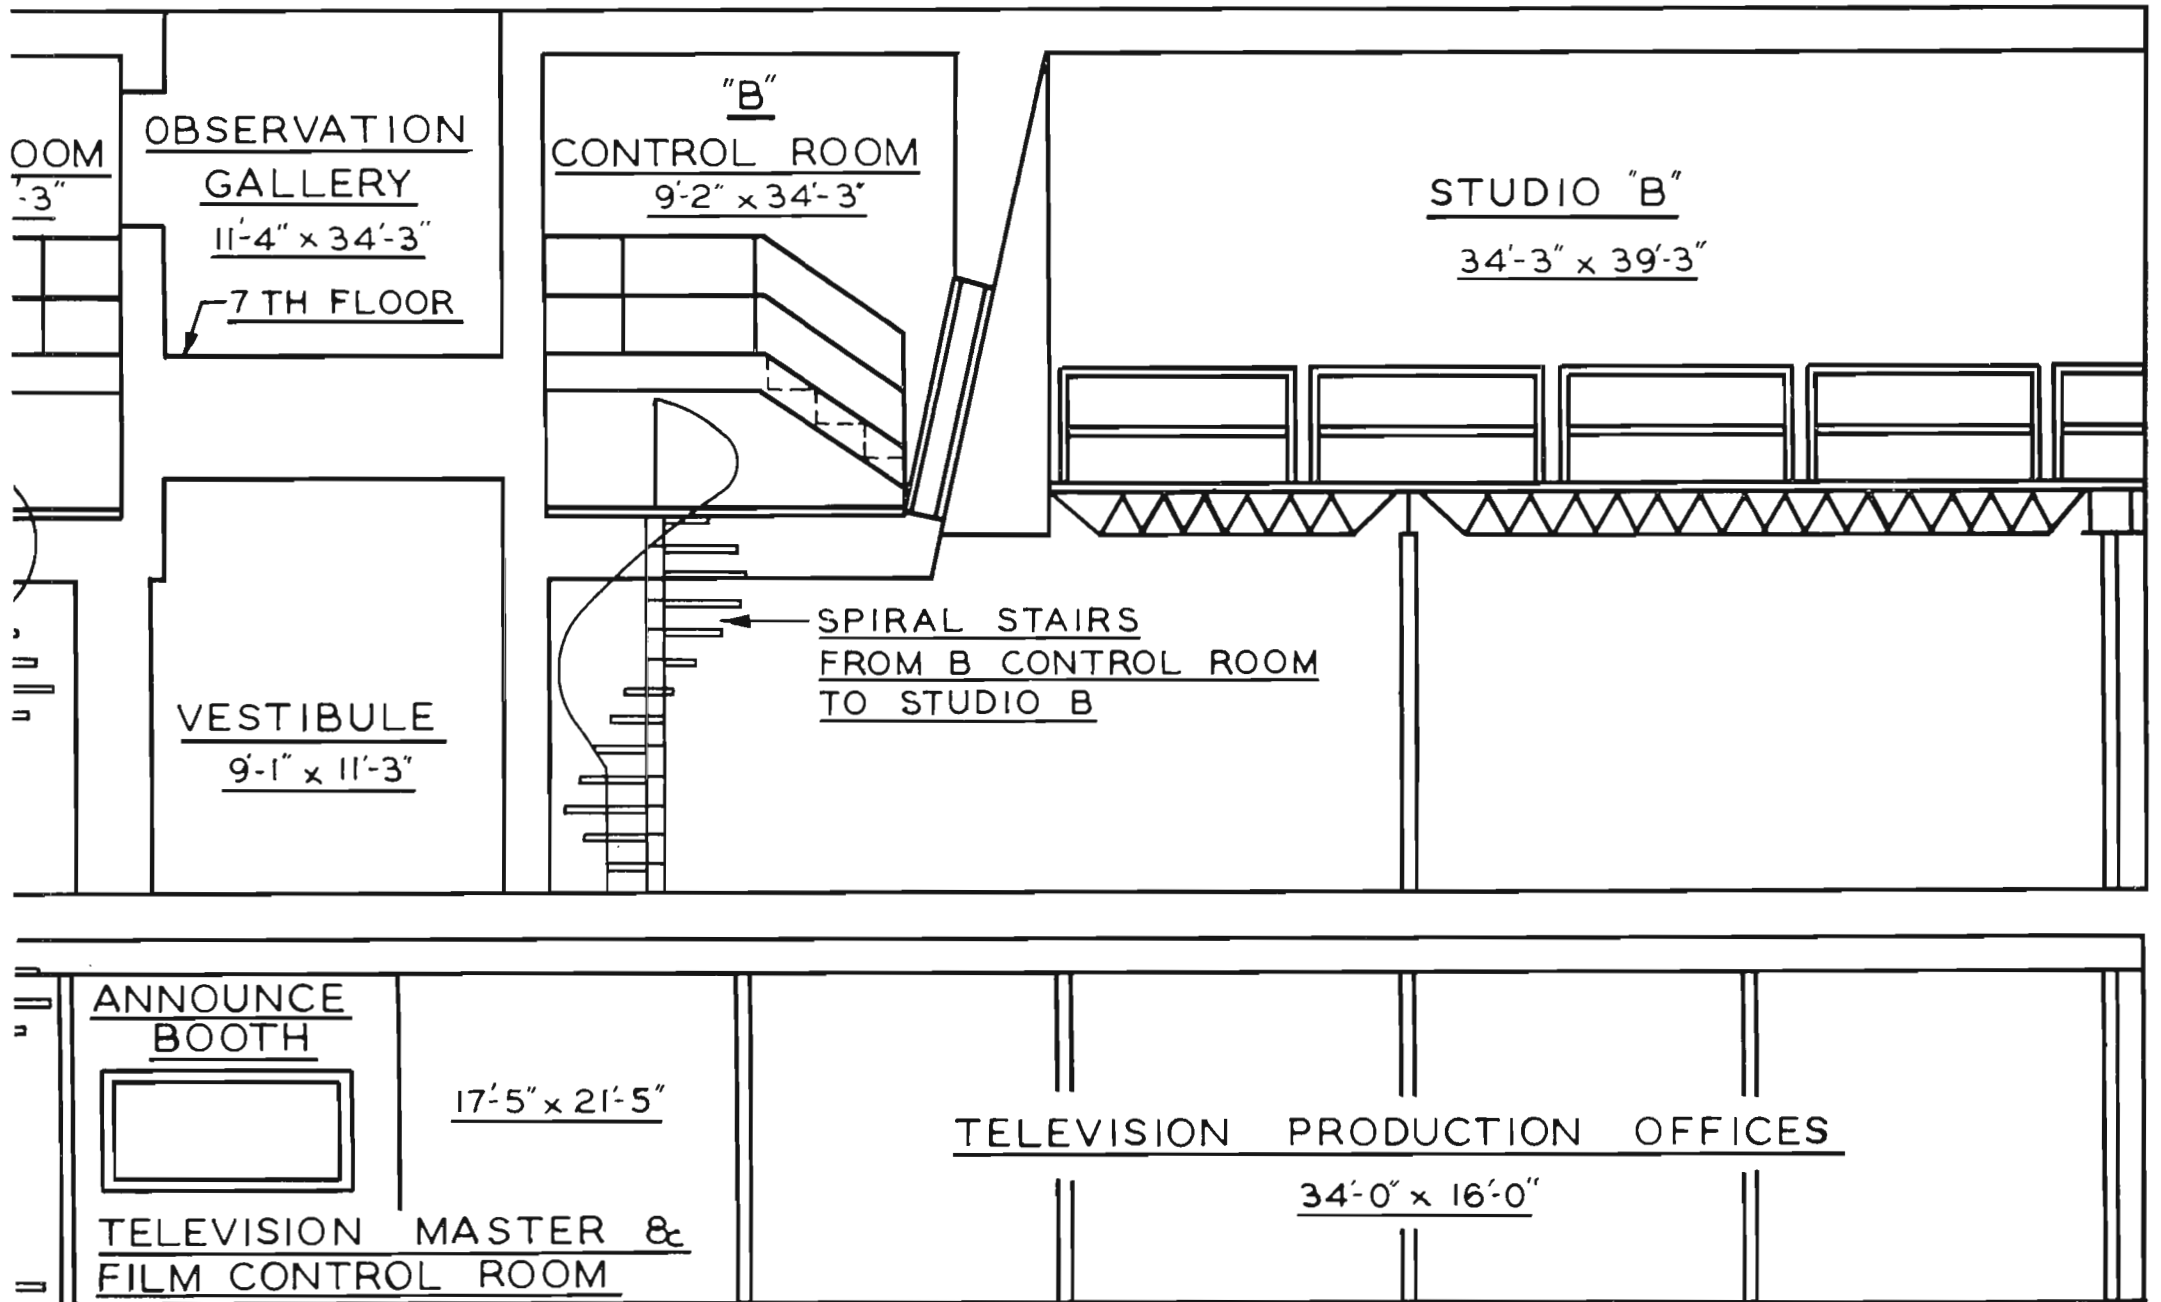 OOM
'-3"
OBSERVATION
GALLERY
11'-4" x 34'-3"
7 TH FLOOR
"B"
CONTROL ROOM
9'-2" x 34'-3"
STUDIO "B"
34'-3" x 39'-3"
SPIRAL STAIRS
FROM B CONTROL ROOM
TO STUDIO B
VESTIBULE
9'-1" x 11'-3"
ANNOUNCE
BOOTH
17'-5" x 21'-5"
TELEVISION MASTER &
FILM CONTROL ROOM
TELEVISION PRODUCTION OFFICES
34'-0" x 16'-0"